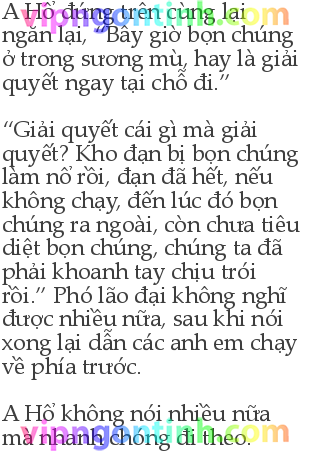 A Hổ đứng trên cùng lại
ngăn lại, “Bây giờ bọn chúng
ở trong sương mù, hay là giải
quyết ngay tại chỗ đi.”

“Giải quyết cái gì mà giải
quyết? Kho đạn bị bọn chúng
làm nổ rồi, đạn đã hết, nếu
không chạy, đến lúc đó bọn
chúng ra ngoài, còn chưa tiêu
diệt bọn chúng, chúng ta đã
phải khoanh tay chịu trói
rồi.” Phó lão đại không nghĩ
được nhiều nữa, sau khi nói
xong lại dẫn các anh em chạy
về phía trước.

A Hổ không nói nhiều nữa
mà nhanh chóng đi theo.
vipngontinh.com
vipngontinh.com